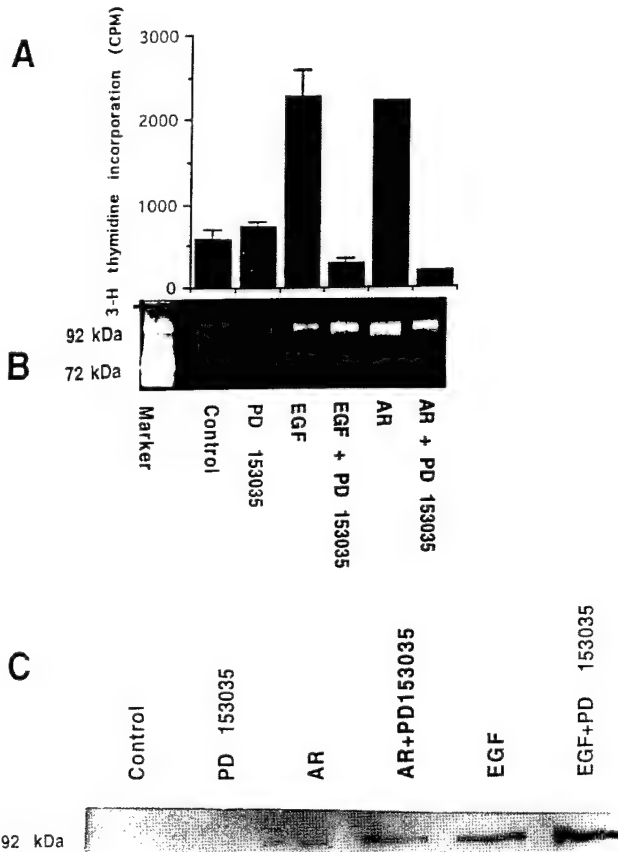 A
3-H thymidine incorporation (CPM)
3000
2000
1000
0
B
92 kDa
72 kDa
Marker
Control
PD 153035
EGF
EGF + PD 153035
AR
AR + PD 153035
C
Control
PD 153035
AR
AR+PD153035
EGF
EGF+PD 153035
92 kDa